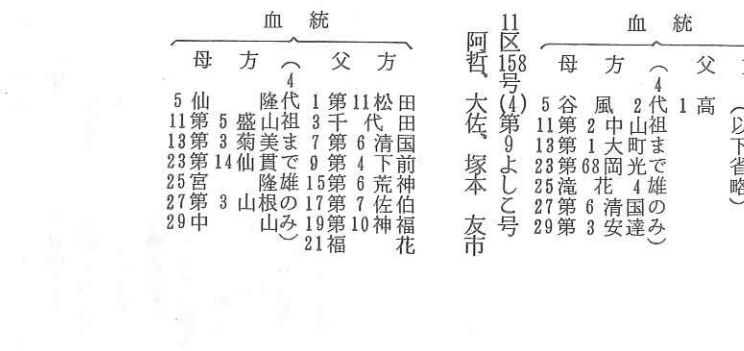 血統
父
(以下省略)
1 高
母方(4代祖まで雄のみ)
5 谷風 2
11第 2 中山
13第 1 大町
23第68岡光
25滝花 4
27第 6 清国
29第 3 安達
11区158号(4)第9よしこ号
阿哲、大佐、塚本 友市
血統
父方
1 第11松田
3 千代田
7 第 6 清国
9 第 4 下前
15第 6 荒神
17第 7 佐伯
19第10神福
21福花
母方(4代祖まで雄のみ)
5 仙隆
11第 5 盛山
13第 3 菊美
23第14仙貫
25宮隆
27第 3 山根
29中山